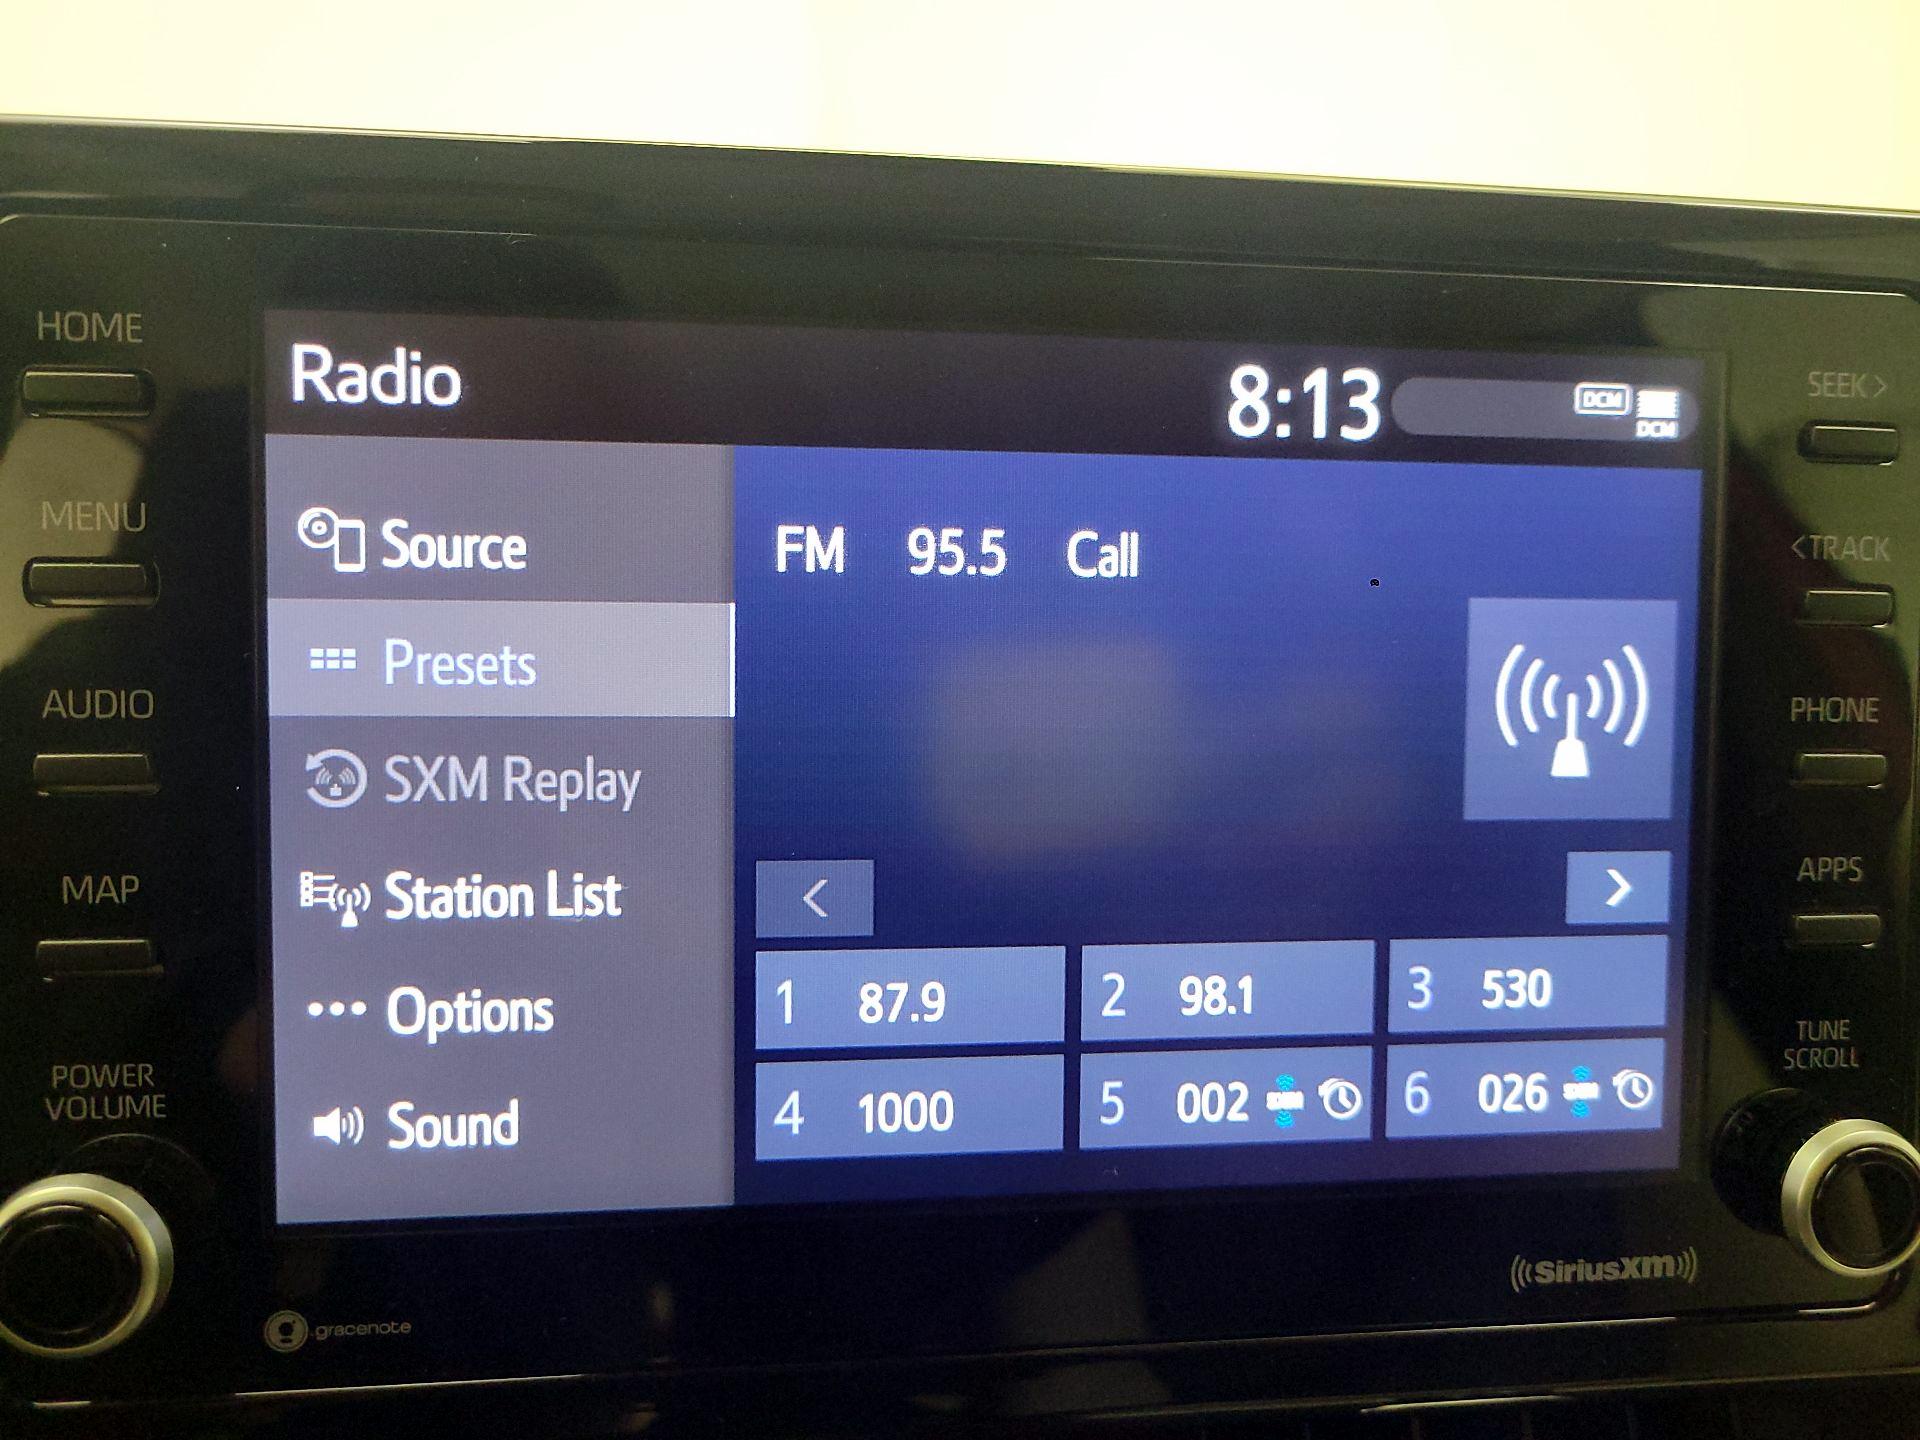 HOME
MENU
AUDIO
MAP
POWER
VOLUME
Radio
8:13
DCM
DCM
Source
Presets
SXM Replay
Station List
Options
Sound
FM 95.5 Call
<
>
1 87.9
2 98.1
3 530
4 1000
5 002 SXM
6 026 SXM
SEEK >
< TRACK
PHONE
APPS
TUNE
SCROLL
gracenote
((SiriusXM))